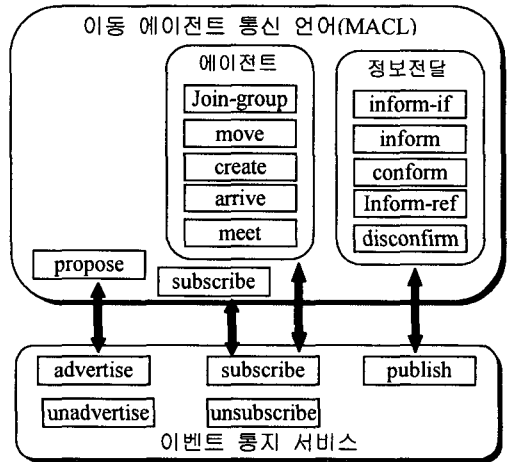 이동 에이전트 통신 언어(MACL)
에이전트
Join-group
move
create
arrive
meet
정보전달
inform-if
inform
conform
Inform-ref
disconfirm
propose
subscribe
advertise
subscribe
publish
unadvertise
unsubscribe
이벤트 통지 서비스